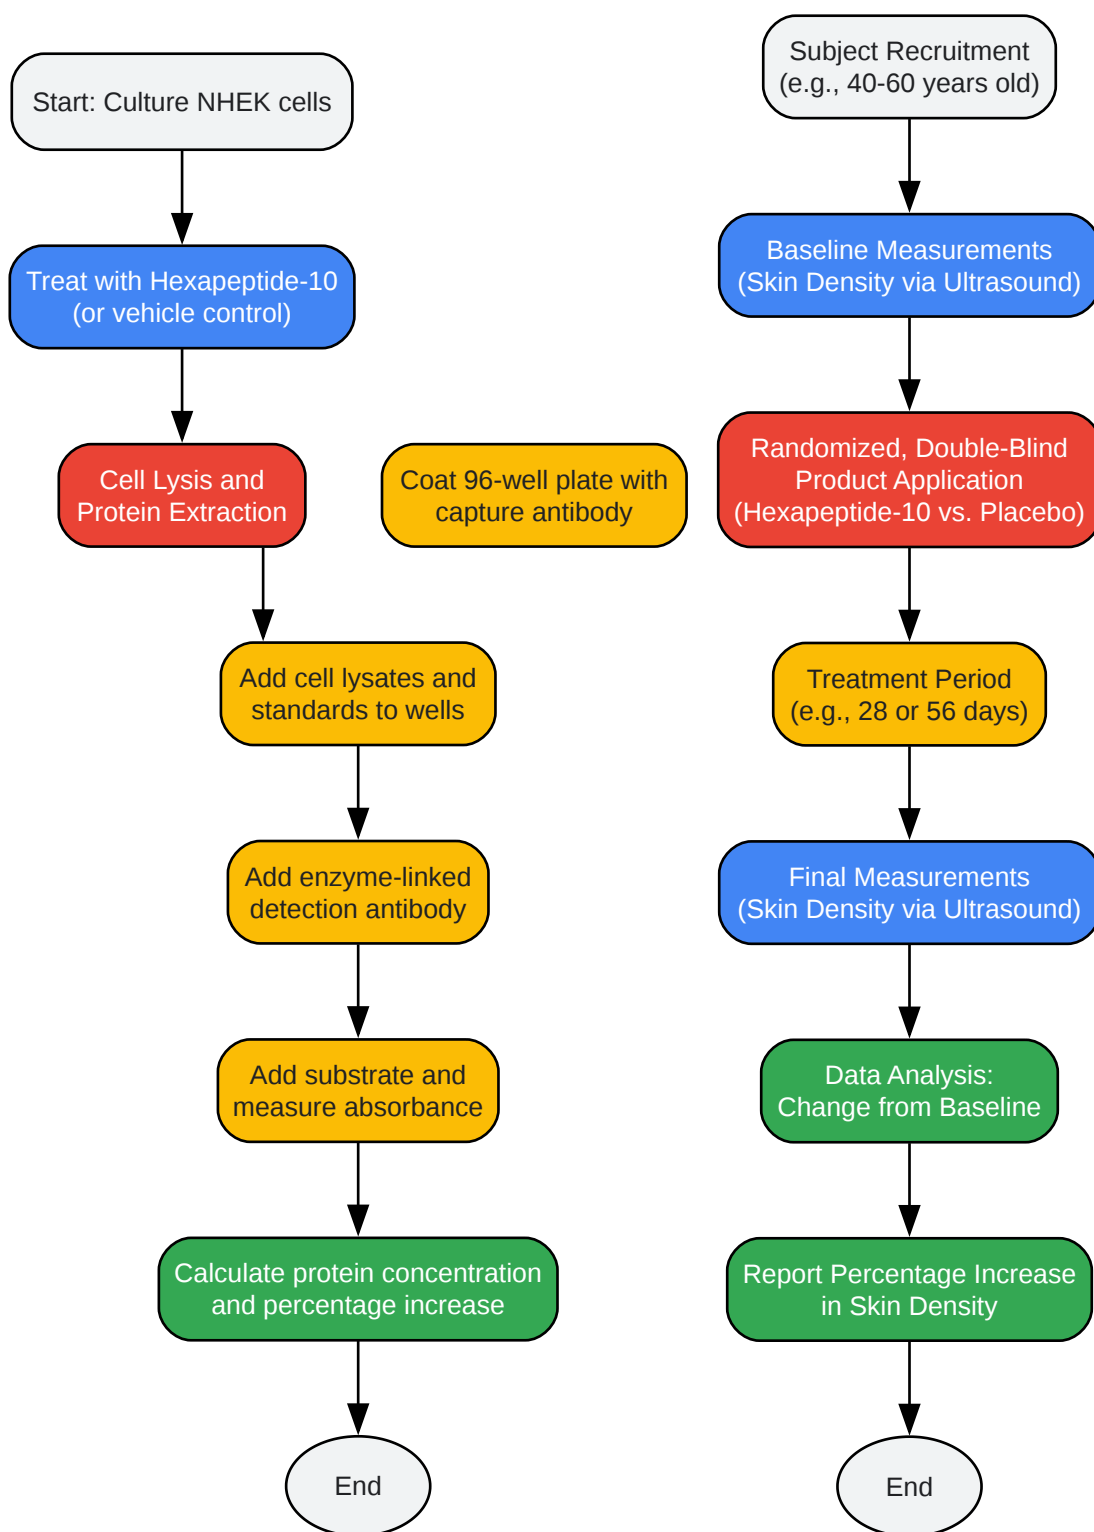 Start: Culture NHEK cells
Treat with Hexapeptide-10
(or vehicle control)
Cell Lysis and
Protein Extraction
Coat 96-well plate with
capture antibody
Add cell lysates and
standards to wells
Add enzyme-linked
detection antibody
Add substrate and
measure absorbance
Calculate protein concentration
and percentage increase
End
Subject Recruitment
(e.g., 40-60 years old)
Baseline Measurements
(Skin Density via Ultrasound)
Randomized, Double-Blind
Product Application
(Hexapeptide-10 vs. Placebo)
Treatment Period
(e.g., 28 or 56 days)
Final Measurements
(Skin Density via Ultrasound)
Data Analysis:
Change from Baseline
Report Percentage Increase
in Skin Density
End